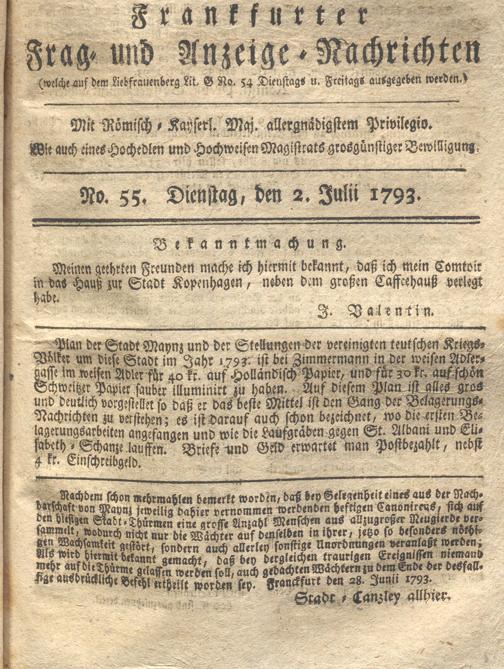 Frankfurter
Frag- und Anzeige-Nachrichten
(welche auf dem Liebfrauenberg Lit. G No. 54 Dienstags u. Freitags ausgegeben werden.)
Mit Römisch-Kayserl. Maj. allergnädigstem Privilegio.
Wie auch eines Hochedlen und Hochweisen Magistrats grosgünstiger Bewilligung.
No. 55. Dienstag, den 2. Julii 1793.
Bekanntmachung.
Meinen geehrten Freunden mache ich hiermit bekannt, daß ich mein Comtoir
in das Hauß zur Stadt Kopenhagen, neben dem großen Caffeehauß verlegt
habe.
J. Valentin.
Plan der Stadt Maynz und der Stellungen der vereinigten teutschen Kriegs-
Völker um diese Stadt im Jahr 1793. ist bei Zimmermann in der weisen Adler-
gasse im weisen Adler für 40 kr. auf Holländisch Papier, und für 30 kr. auf schön
Schweitzer Papier sauber illuminirt zu haben. Auf diesem Plan ist alles gros
und deutlich vorgestellet so daß er das beste Mittel ist den Gang der Belagerungs-
Nachrichten zu verstehen; es ist darauf auch schon bezeichnet, wo die ersten Be-
lagerungsarbeiten angefangen und wie die Laufgräben gegen St. Albani und Eli-
sabeth-Schanze lauffen. Briefe und Geld erwartet man Postbezahlt, nebst
4 kr. Einschreibgeld.
Nachdem schon mehrmahlen bemerkt worden, daß bey Gelegenheit eines aus der Nach-
barschaft von Maynz jeweilig dahier vernommen werdenden heftigen Canonirens, sich auf
den hiesigen Stadt-Thürmen eine grosse Anzahl Menschen aus allzugroßer Neugierde ver-
sammelt, wodurch nicht nur die Wächter auf denselben in ihrer, jetzo so besonders nöthi-
gen Wachsamkeit gestört, sondern auch allerley sonstige Unordnungen veranlaßt werden;
Als wird hiermit bekannt gemacht, daß bey dergleichen traurigen Ereignissen niemand
mehr auf die Thürme gelassen werden soll, auch gedachten Wächtern zu dem Ende der desfall-
sige ausdrückliche Befehl ertheilt worden sey. Franckfurt den 28. Junii 1793.
Stadt-Canzley allhier.